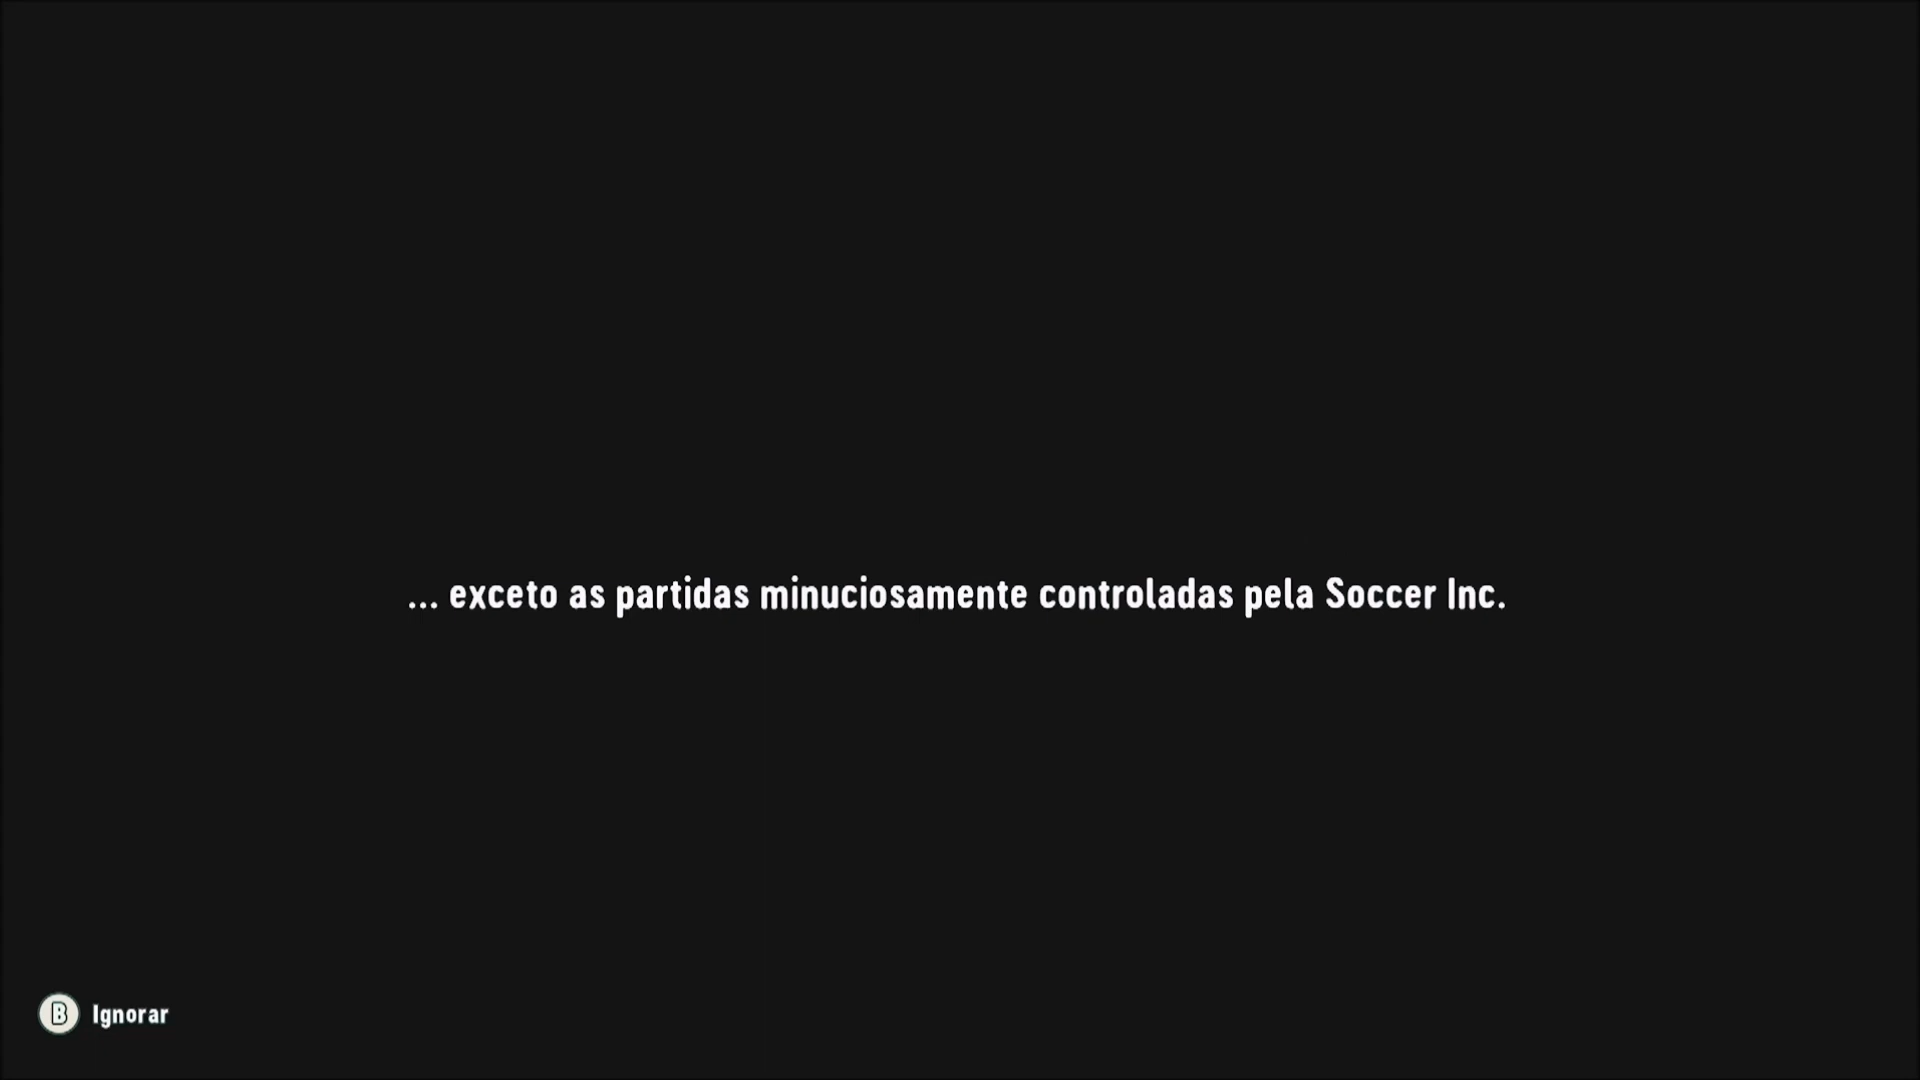 ... exceto as partidas minuciosamente controladas pela Soccer Inc.
B Ignorar